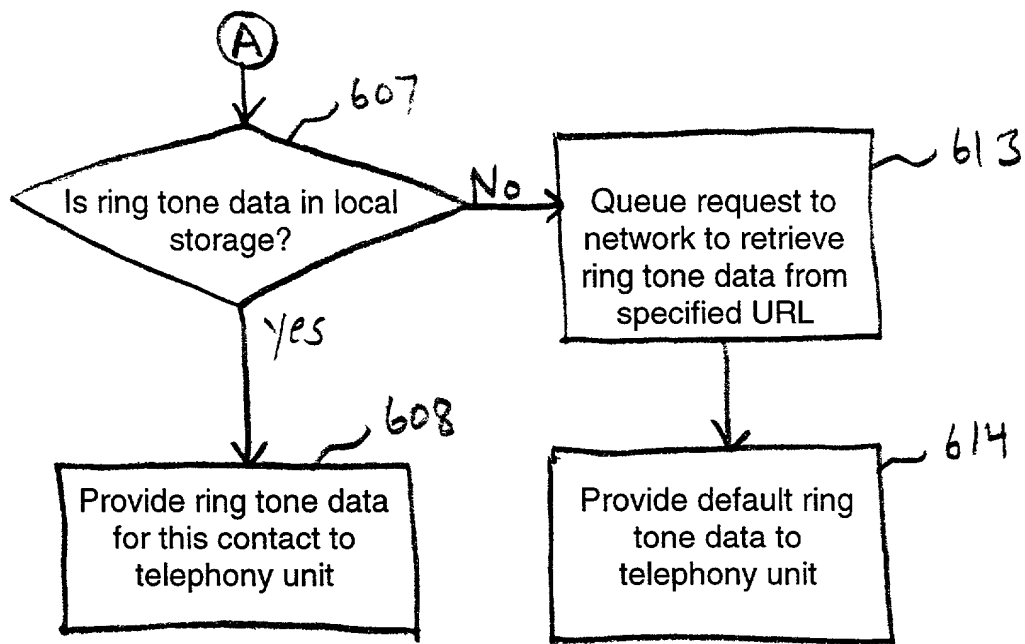 A
607
Is ring tone data in local
storage?
No
613
Queue request to
network to retrieve
ring tone data from
specified URL
yes
608
Provide ring tone data
for this contact to
telephony unit
614
Provide default ring
tone data to
telephony unit